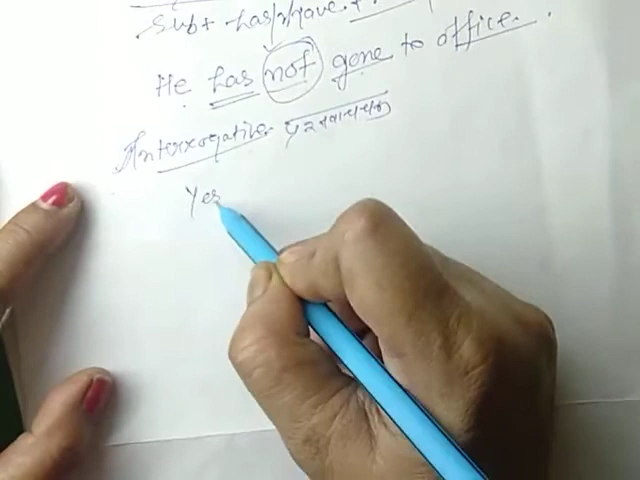 Sub+ has/have +
He has not gone to office.
Interrogative प्रश्नवाचक
Yes